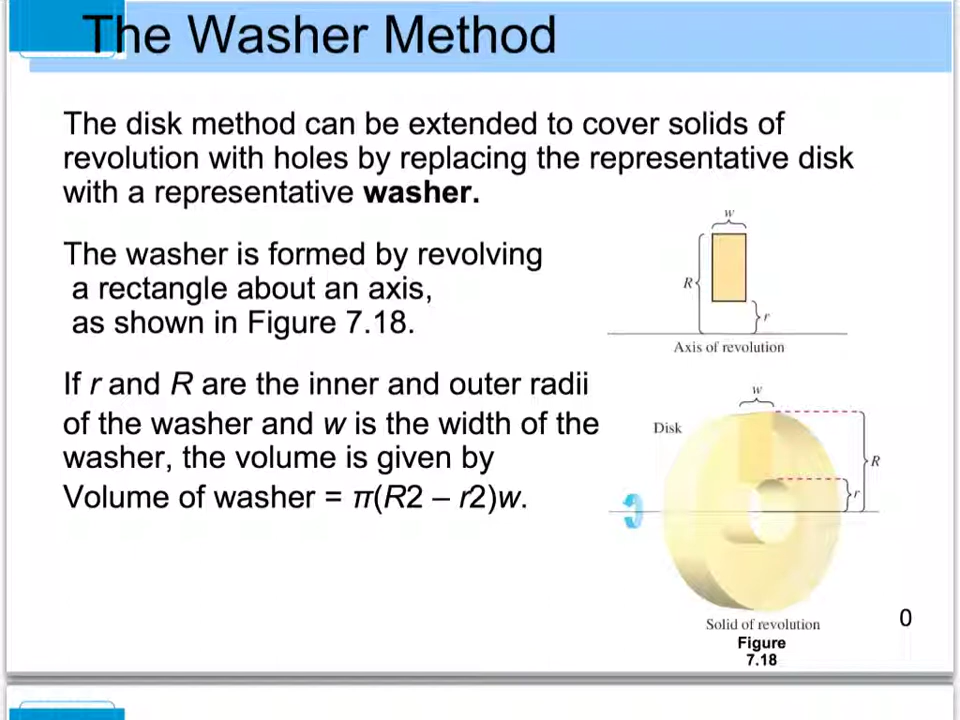 The Washer Method
The disk method can be extended to cover solids of
revolution with holes by replacing the representative disk
with a representative washer.
The washer is formed by revolving
a rectangle about an axis,
as shown in Figure 7.18.
If r and R are the inner and outer radii
of the washer and w is the width of the
washer, the volume is given by
Volume of washer = π(R2 – r2)w.
w
R
r
Axis of revolution
w
Disk
R
r
Solid of revolution
Figure
7.18
0